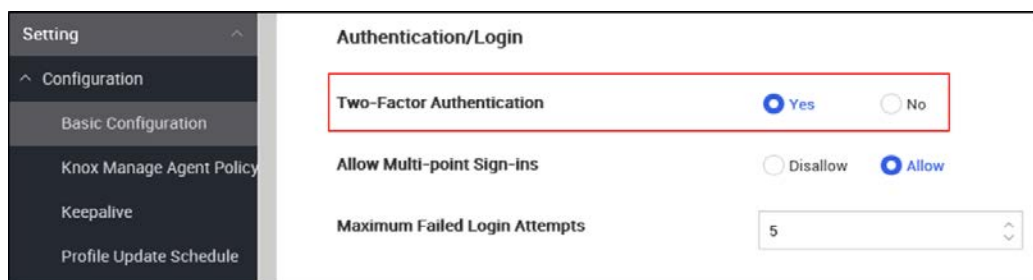 Setting
Configuration
Basic Configuration
Knox Manage Agent Policy
Keepalive
Profile Update Schedule
Authentication/Login
Two-Factor Authentication Yes No
Allow Multi-point Sign-ins Disallow Allow
Maximum Failed Login Attempts 5